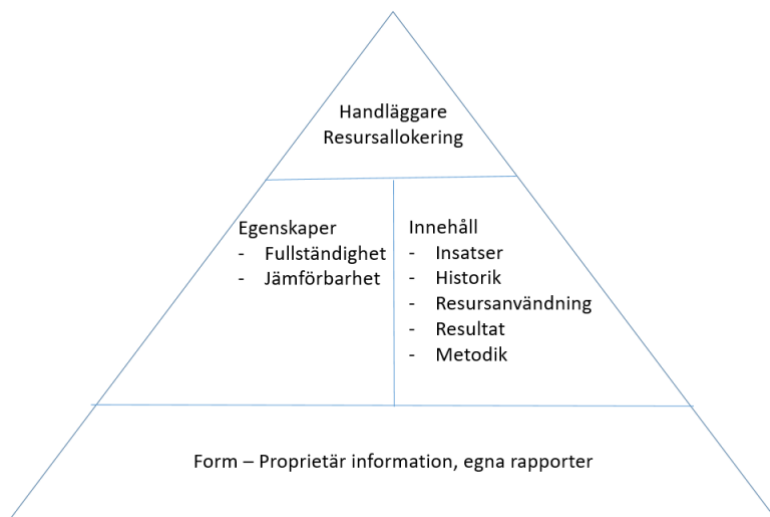 Handläggare
Resursallokering
Egenskaper
- Fullständighet
- Jämförbarhet
Innehåll
- Insatser
- Historik
- Resursanvändning
- Resultat
- Metodik
Form – Proprietär information, egna rapporter